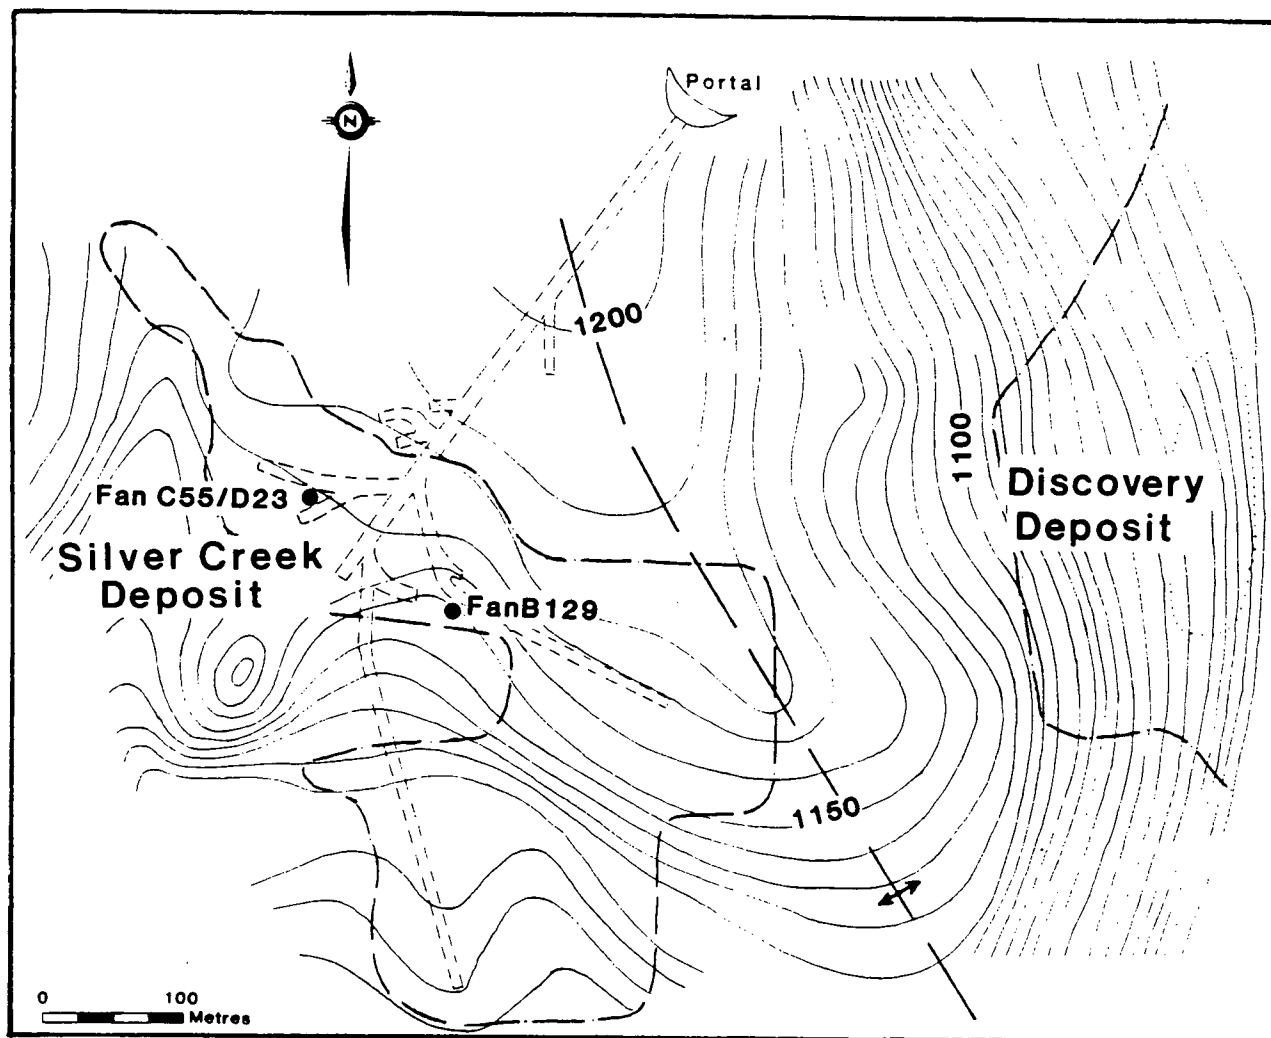 Portal
N
1200
1100
Fan C55/D23
Discovery
Deposit
Silver Creek
Deposit
FanB129
1150
0 100
Metres